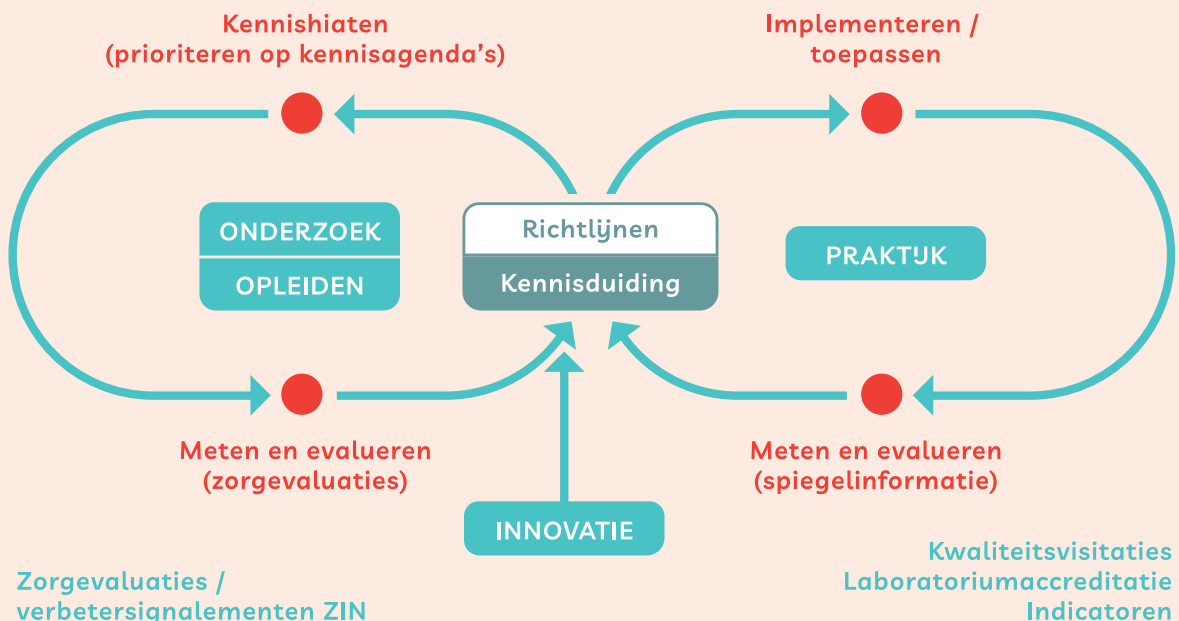 Kennishiaten
(prioriteren op kennisagenda's)
Implementeren /
toepassen
ONDERZOEK
OPLEIDEN
Richtlijnen
Kennisduiding
PRAKTIJK
Meten en evalueren
(zorgevaluaties)
Meten en evalueren
(spiegelinformatie)
INNOVATIE
Zorgevaluaties /
verbetersignalementen ZIN
Kwaliteitsvisitaties
Laboratoriumaccreditatie
Indicatoren